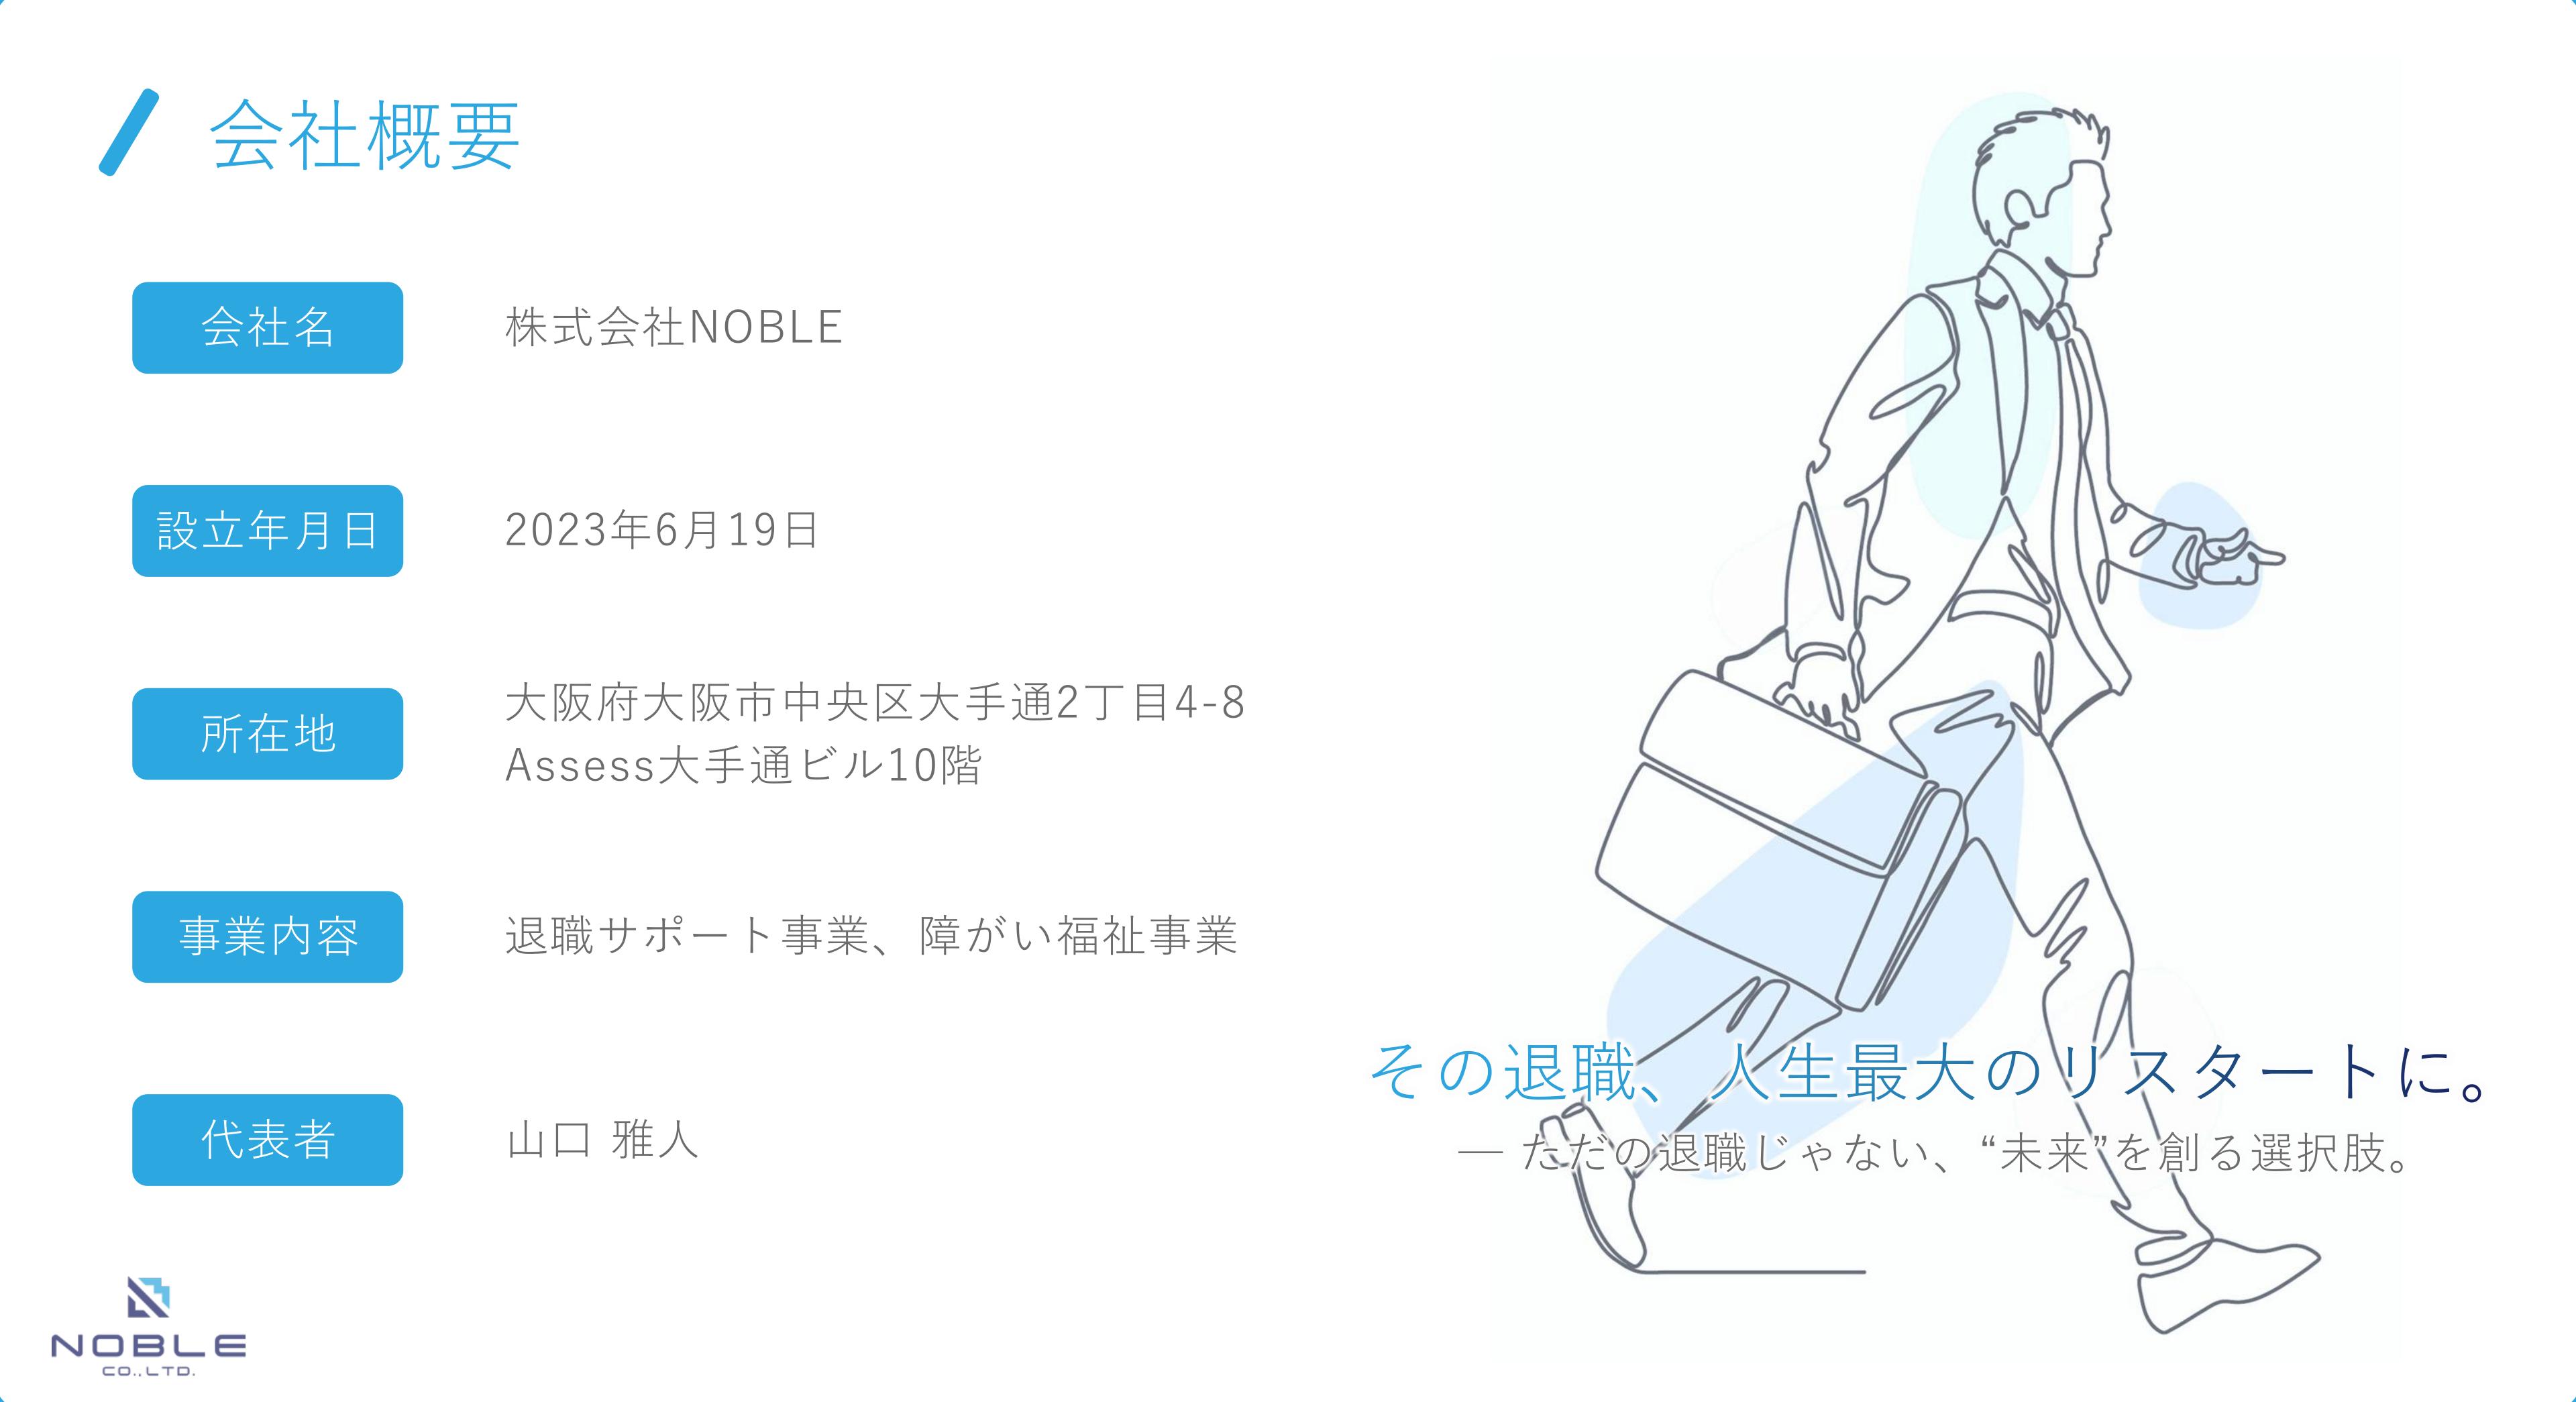 会社概要
会社名
株式会社NOBLE
設立年月日
2023年6月19日
所在地
大阪府大阪市中央区大手通2丁目4-8
Assess大手通ビル10階
事業内容
退職サポート事業、障がい福祉事業
代表者
山口 雅人
その退職、人生最大のリスタートに。
― ただの退職じゃない、“未来”を創る選択肢。
NOBLE
CO.,LTD.